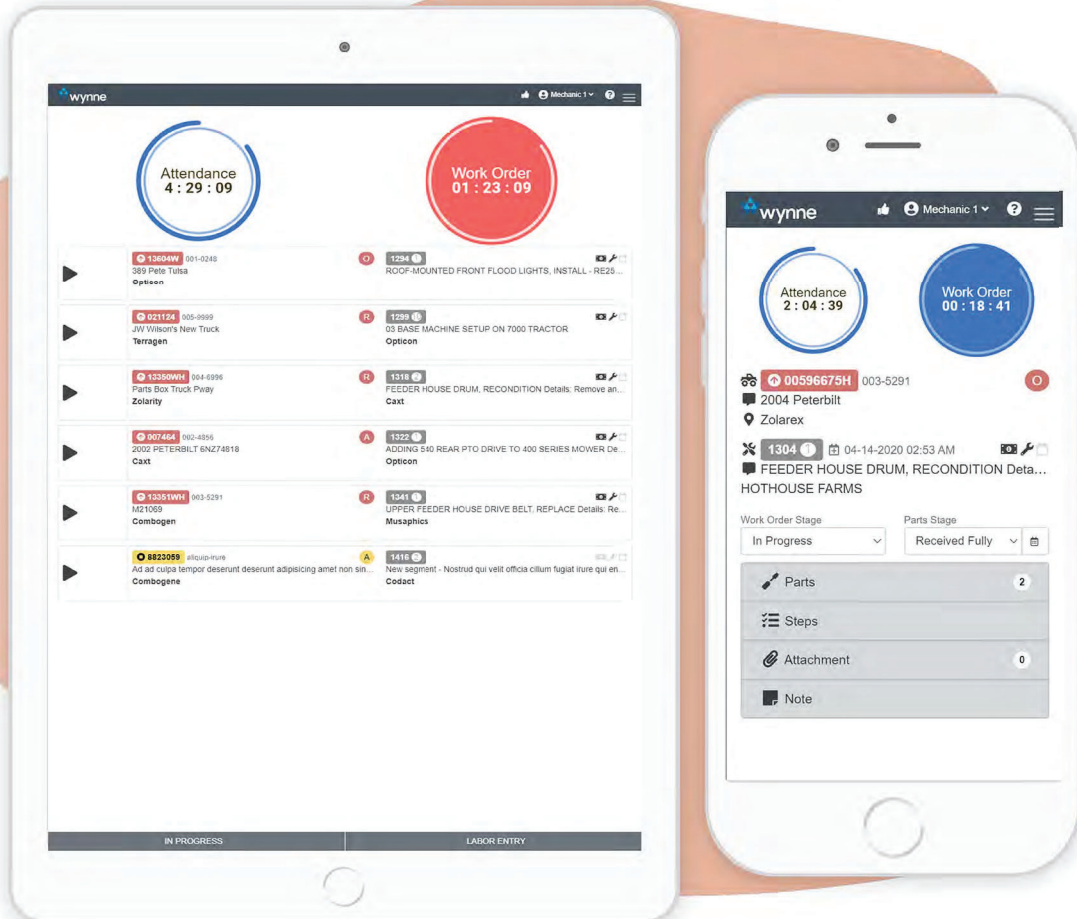 wynne
Mechanic 1
Attendance
4 : 29 : 09
Work Order
01 : 23 : 09
13604W 001-0248 O 1294 1
389 Pete Tulsa ROOF-MOUNTED FRONT FLOOD LIGHTS, INSTALL - RE25...
Opticon
021124 005-9999 R 1299 10
JW Wilson's New Truck 03 BASE MACHINE SETUP ON 7000 TRACTOR
Terragen Opticon
13350WH 004-6996 R 1318 2
Parts Box Truck Pway FEEDER HOUSE DRUM, RECONDITION Details: Remove an...
Zolarity Caxt
007464 002-4856 A 1322 1
2002 PETERBILT 6NZ74818 ADDING 540 REAR PTO DRIVE TO 400 SERIES MOWER De...
Caxt Opticon
13351WH 003-5291 R 1341 1
M21069 UPPER FEEDER HOUSE DRIVE BELT, REPLACE Details: Re...
Combogen Musaphics
8823059 aliquip-irure A 1416 2
Ad ad culpa tempor deserunt deserunt adipisicing amet non sin... New segment - Nostrud qui velit officia cillum fugiat irure qui en...
Combogene Codact
IN PROGRESS LABOR ENTRY
wynne
Mechanic 1
Attendance
2 : 04 : 39
Work Order
00 : 18 : 41
00596675H 003-5291 O
2004 Peterbilt
Zolarex
1304 1 04-14-2020 02:53 AM
FEEDER HOUSE DRUM, RECONDITION Deta...
HOTHOUSE FARMS
Work Order Stage Parts Stage
In Progress Received Fully
Parts 2
Steps
Attachment 0
Note